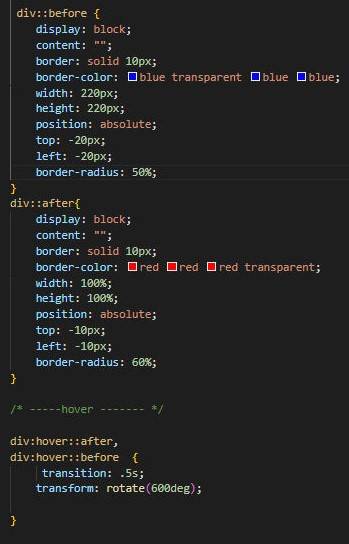 div::before {
display: block;
content: "";
border: solid 10px;
border-color: blue transparent blue blue;
width: 220px;
height: 220px;
position: absolute;
top: -20px;
left: -20px;
border-radius: 50%;
}
div::after{
display: block;
content: "";
border: solid 10px;
border-color: red red red transparent;
width: 100%;
height: 100%;
position: absolute;
top: -10px;
left: -10px;
border-radius: 60%;
}
/* -----hover ------- */
div:hover::after,
div:hover::before  {
transition: .5s;
transform: rotate(600deg);
}